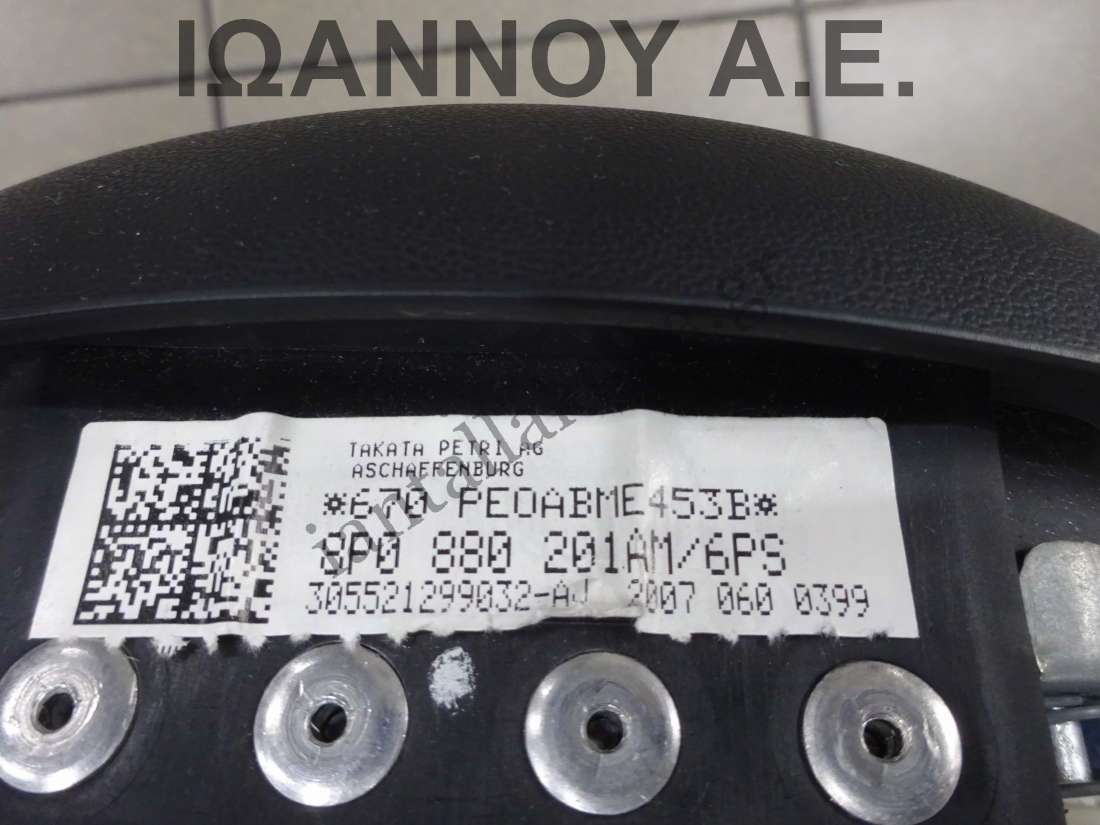 ΙΩΑΝΝΟΥ Α.Ε.
TAKATA PETRI AG
ASCHAFFENBURG
*670 PEOABME453B*
8P0 880 201AM/6PS
305521299032-AJ 2007 060 0399